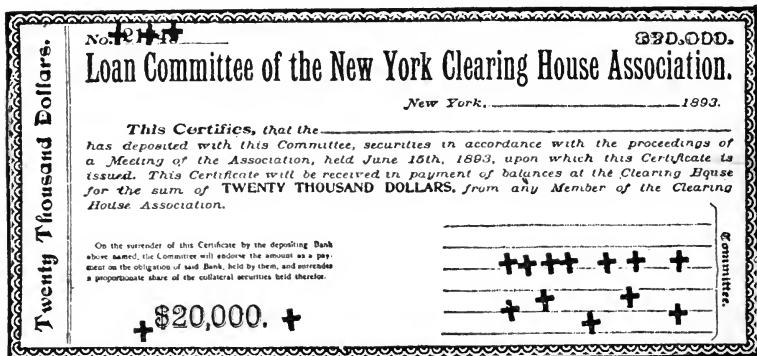 Twenty Thousand Dollars.
No.
Loan Committee of the New York Clearing House Association.
New York, 1893.
This Certifies, that the
has deposited with this Committee, securities in accordance with the proceedings of
a Meeting of the Association, held June 15th, 1893, upon which this Certificate is
issued. This Certificate will be received in payment of balances at the Clearing House
for the sum of TWENTY THOUSAND DOLLARS, from any Member of the Clearing
House Association.
On the surrender of this Certificate by the depositing Bank
above named, the Committee will endorse the amount as a pay-
ment on the obligation of said Bank, held by them, and surrender
a proportionate share of the collateral securities held therefor.
$20,000.
Committee.